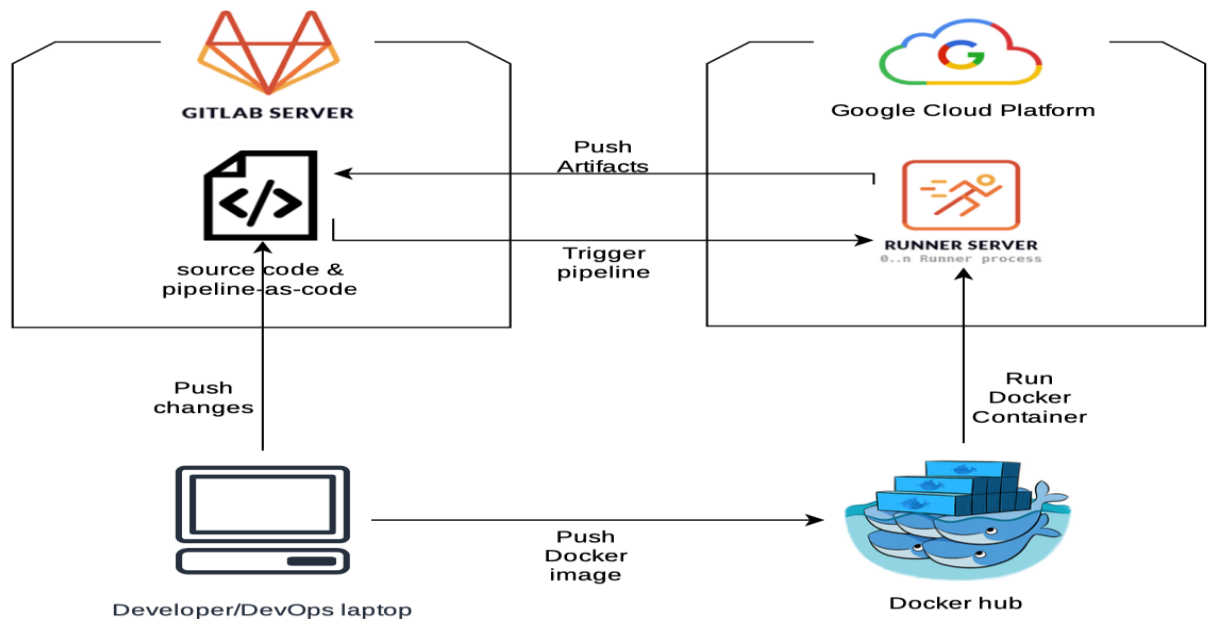 GITLAB SERVER
Google Cloud Platform
Push
Artifacts
RUNNER SERVER
0..n Runner process
Trigger
pipeline
source code &
pipeline-as-code
Push
changes
Run
Docker
Container
Push
Docker
image
Developer/DevOps laptop
Docker hub